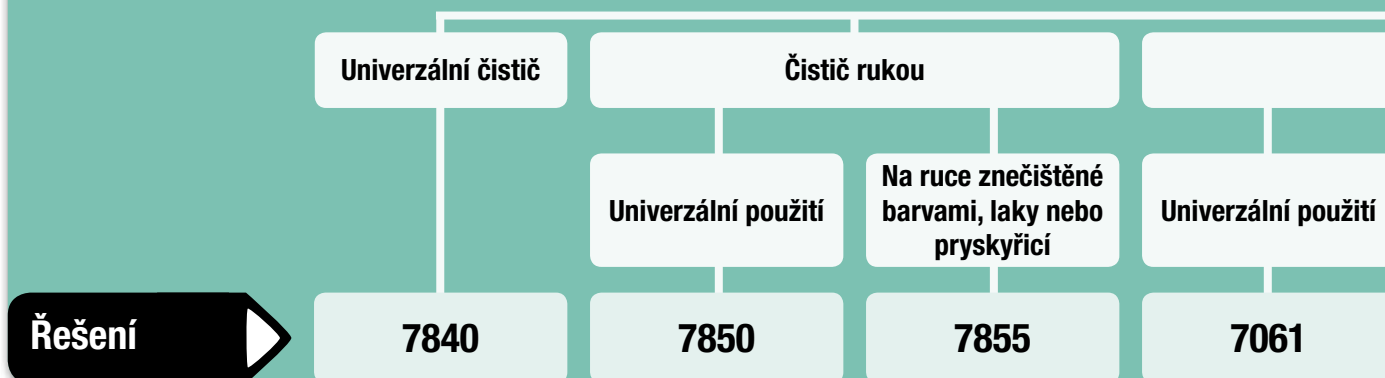 Univerzální čistič
Čistič rukou
Univerzální použití
Na ruce znečištěné
barvami, laky nebo
pryskyřicí
Univerzální použití
Řešení
7840
7850
7855
7061